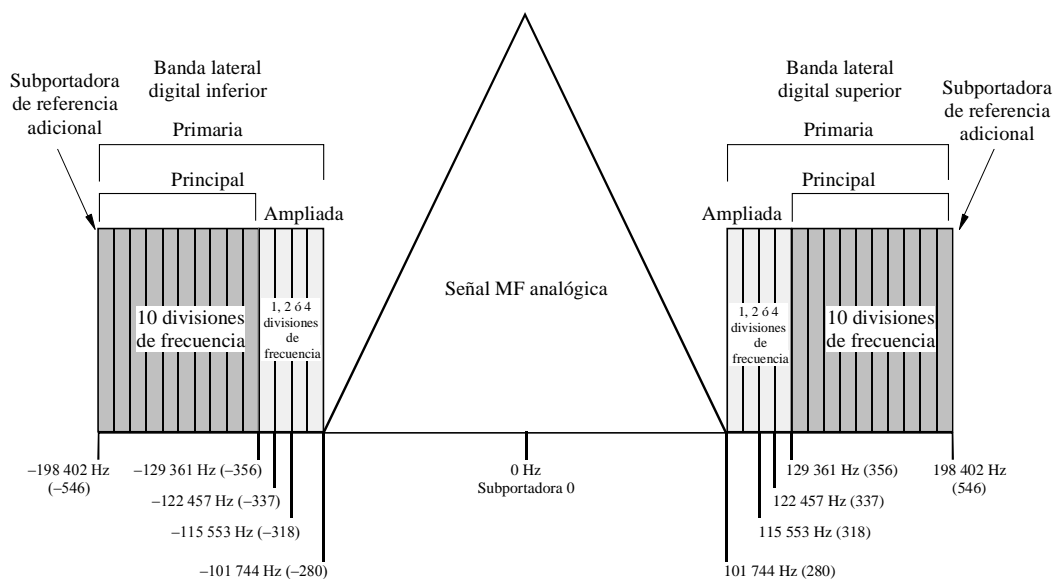 Subportadora
de referencia
adicional
Banda lateral
digital inferior
Primaria
Principal
Ampliada
10 divisiones
de frecuencia
1, 2 ó 4
divisiones
de
frecuencia
Señal MF analógica
Banda lateral
digital superior
Primaria
Principal
Ampliada
Subportadora
de referencia
adicional
1, 2 ó 4
divisiones
de
frecuencia
10 divisiones
de frecuencia
–198 402 Hz
(–546)
–129 361 Hz (–356)
–122 457 Hz (–337)
–115 553 Hz (–318)
–101 744 Hz (–280)
0 Hz
Subportadora 0
129 361 Hz (356)
198 402 Hz
(546)
122 457 Hz (337)
115 553 Hz (318)
101 744 Hz (280)